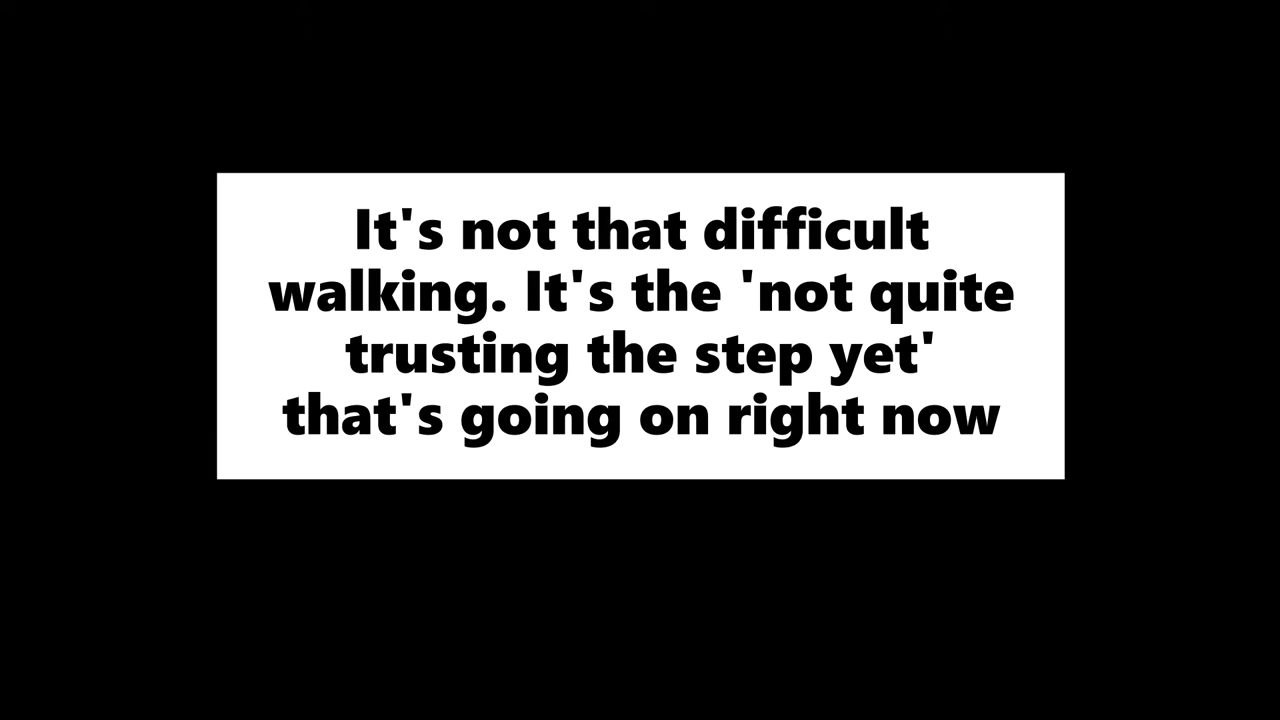 It's not that difficult
walking. It's the 'not quite
trusting the step yet'
that's going on right now